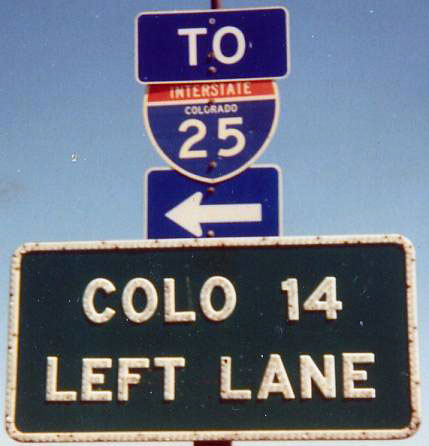 TO
INTERSTATE
COLORADO
25
COLO 14
LEFT LANE